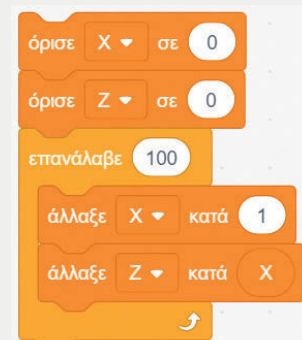 όρισε X σε 0
όρισε Z σε 0
επανάλαβε 100
άλλαξε X κατά 1
άλλαξε Z κατά X